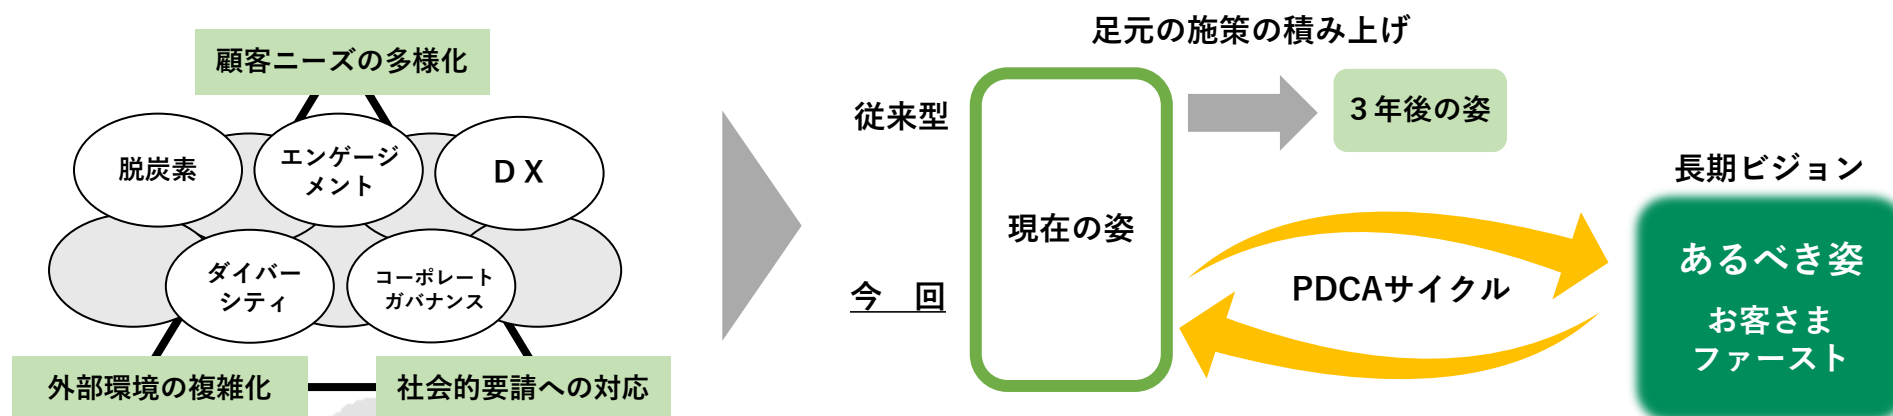 顧客ニーズの多様化
脱炭素
エンゲージ
メント
ＤＸ
ダイバー
シティ
コーポレート
ガバナンス
外部環境の複雑化
社会的要請への対応
足元の施策の積み上げ
従来型
３年後の姿
現在の姿
今　回
PDCAサイクル
長期ビジョン
あるべき姿
お客さま
ファースト